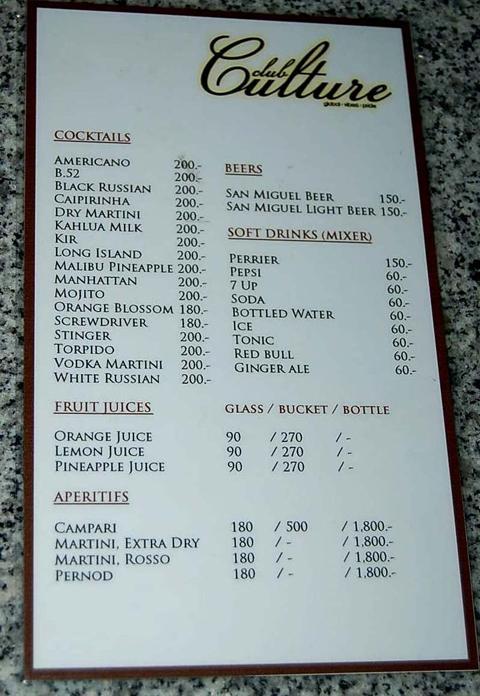 club
Culture
global · vibes · pride
COCKTAILS
AMERICANO 200.-
B.52 200.-
BLACK RUSSIAN 200.-
CAIPIRINHA 200.-
DRY MARTINI 200.-
KAHLUA MILK 200.-
KIR 200.-
LONG ISLAND 200.-
MALIBU PINEAPPLE 200.-
MANHATTAN 200.-
MOJITO 200.-
ORANGE BLOSSOM 180.-
SCREWDRIVER 180.-
STINGER 200.-
TORPIDO 200.-
VODKA MARTINI 200.-
WHITE RUSSIAN 200.-
BEERS
SAN MIGUEL BEER 150.-
SAN MIGUEL LIGHT BEER 150.-
SOFT DRINKS (MIXER)
PERRIER 150.-
PEPSI 60.-
7 UP 60.-
SODA 60.-
BOTTLED WATER 60.-
ICE 60.-
TONIC 60.-
RED BULL 60.-
GINGER ALE 60.-
FRUIT JUICES GLASS / BUCKET / BOTTLE
ORANGE JUICE 90 / 270 / -
LEMON JUICE 90 / 270 / -
PINEAPPLE JUICE 90 / 270 / -
APERITIFS
CAMPARI 180 / 500 / 1,800.-
MARTINI, EXTRA DRY 180 / - / 1,800.-
MARTINI, ROSSO 180 / - / 1,800.-
PERNOD 180 / - / 1,800.-